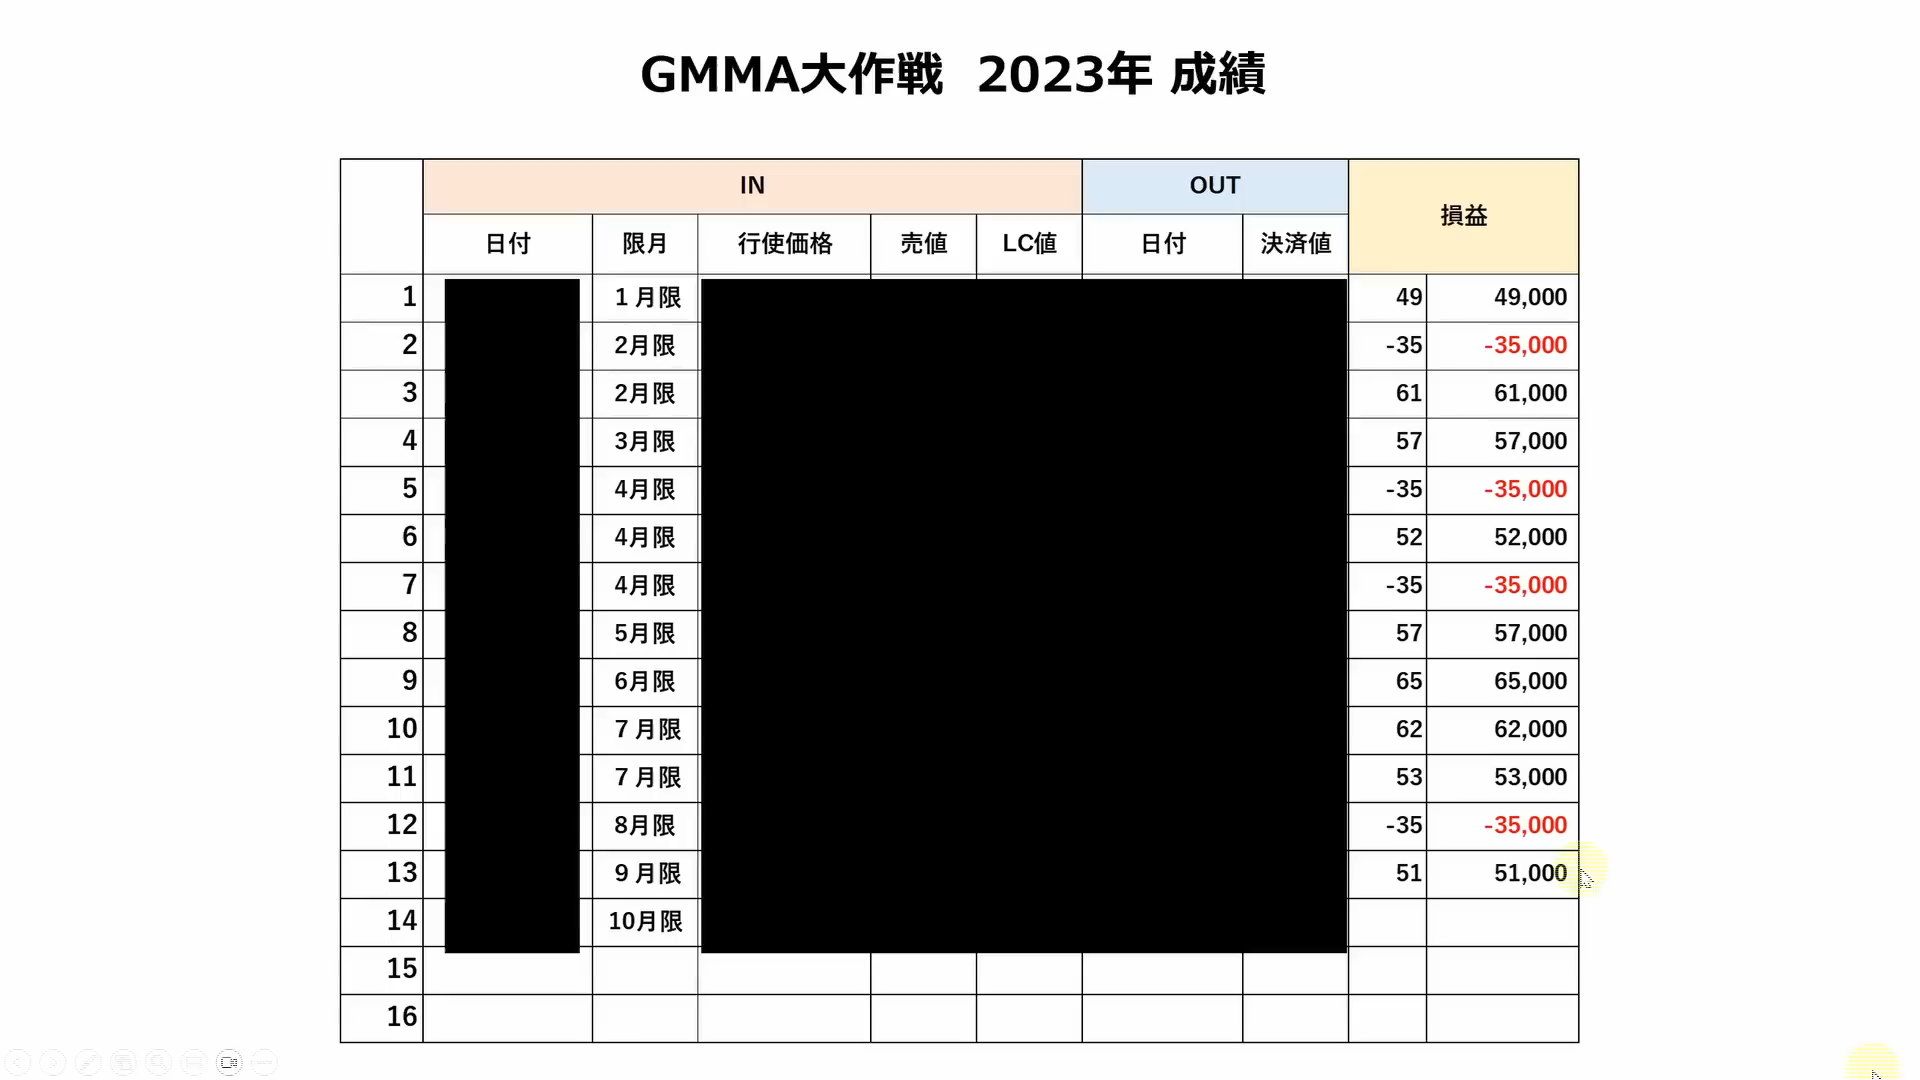 GMMA大作戦 2023年 成績
IN OUT 損益
日付 限月 行使価格 売値 LC値 日付 決済値
1 1月限 49 49,000
2 2月限 -35 -35,000
3 2月限 61 61,000
4 3月限 57 57,000
5 4月限 -35 -35,000
6 4月限 52 52,000
7 4月限 -35 -35,000
8 5月限 57 57,000
9 6月限 65 65,000
10 7月限 62 62,000
11 7月限 53 53,000
12 8月限 -35 -35,000
13 9月限 51 51,000
14 10月限
15
16